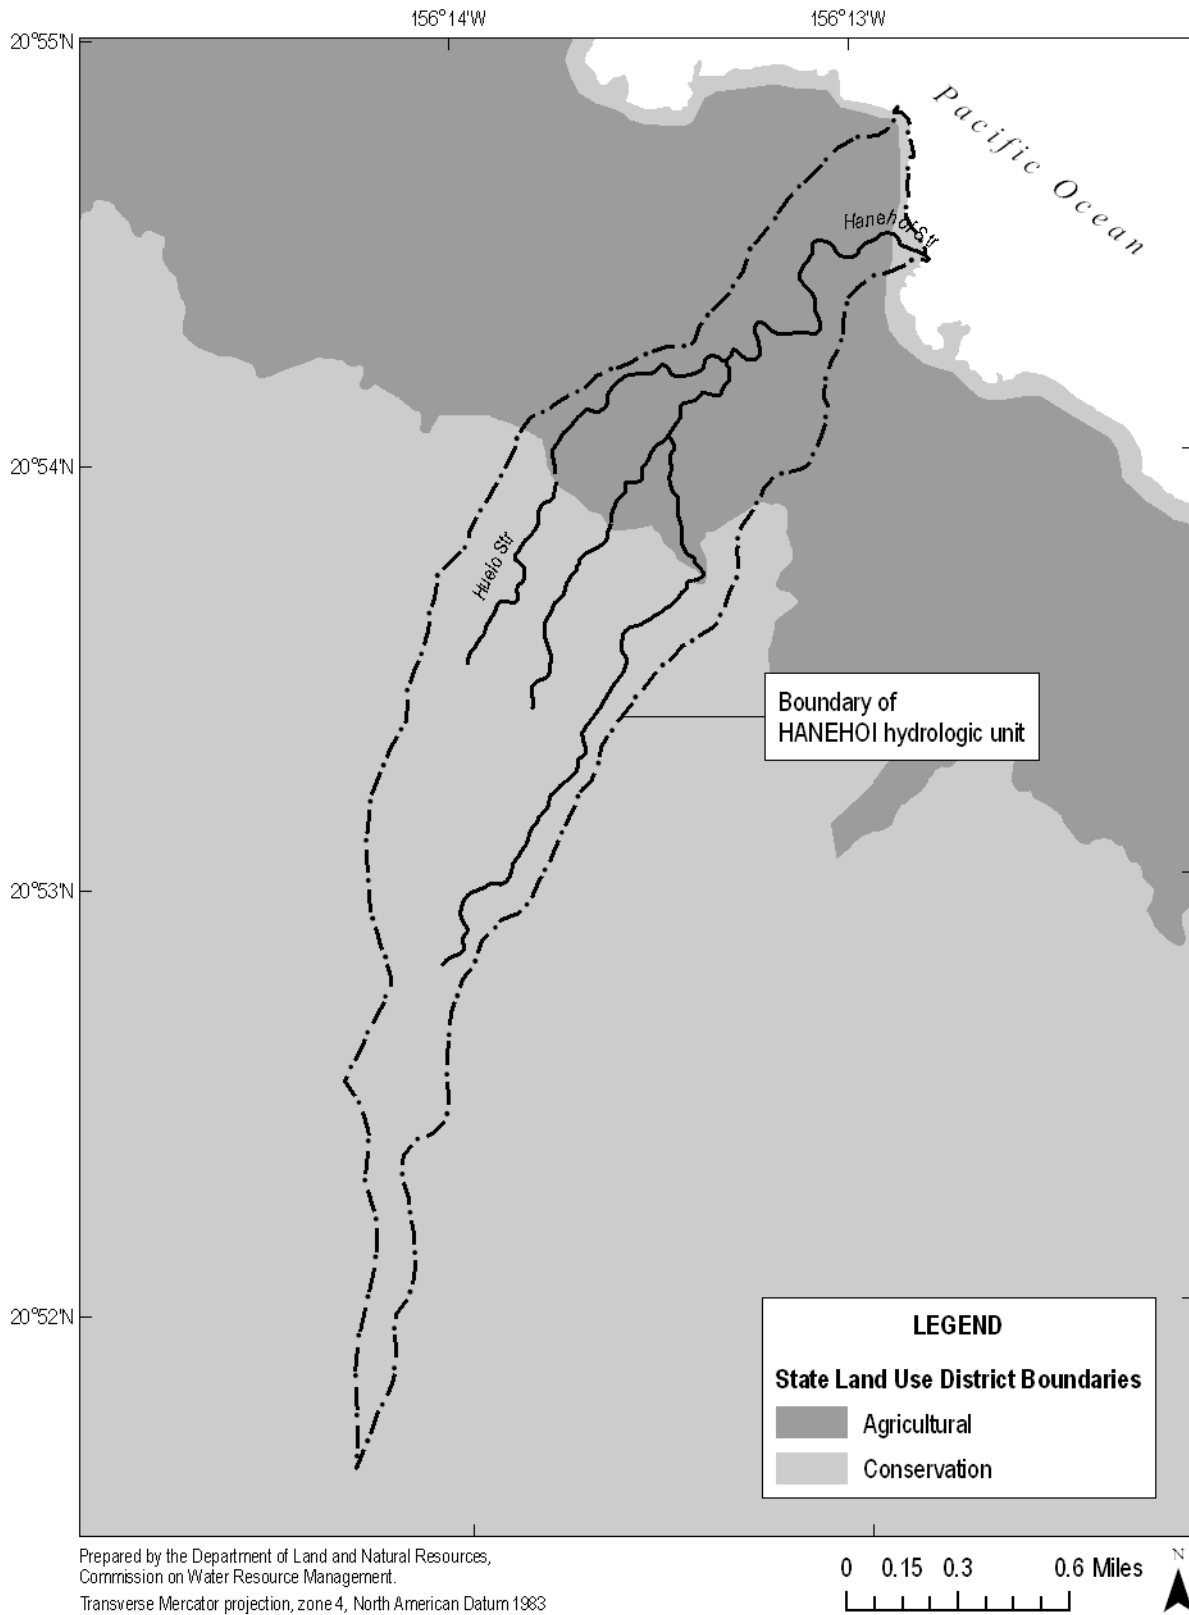 156°14'W
156°13'W
20°55'N
Pacific Ocean
Hanehoi Str
20°54'N
Huelo Str
Boundary of
HANEHOI hydrologic unit
20°53'N
20°52'N
LEGEND
State Land Use District Boundaries
Agricultural
Conservation
Prepared by the Department of Land and Natural Resources,
Commission on Water Resource Management.
Transverse Mercator projection, zone 4, North American Datum 1983
0 0.15 0.3 0.6 Miles
N